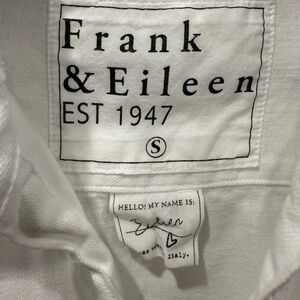 Frank
& Eileen
EST 1947
S
HELLO! MY NAME IS:
Eileen
Italy.